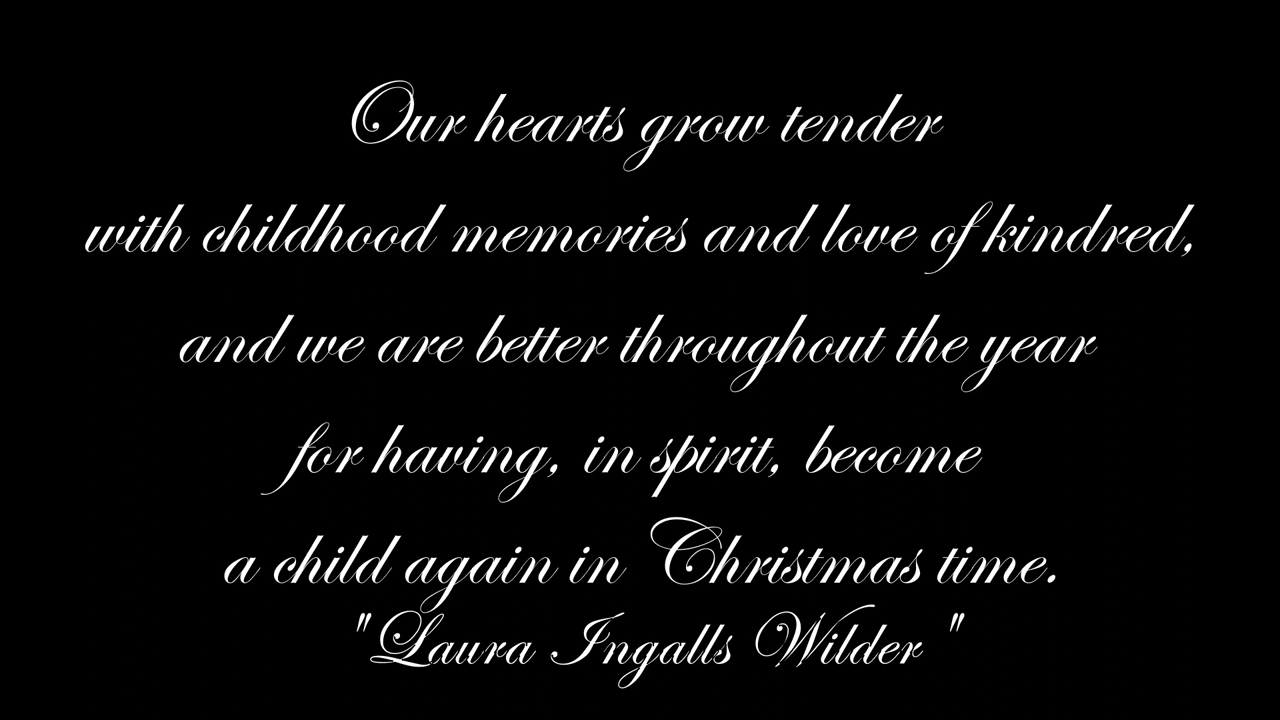 Our hearts grow tender
with childhood memories and love of kindred,
and we are better throughout the year
for having, in spirit, become
a child again in Christmas time.
" Laura Ingalls Wilder "